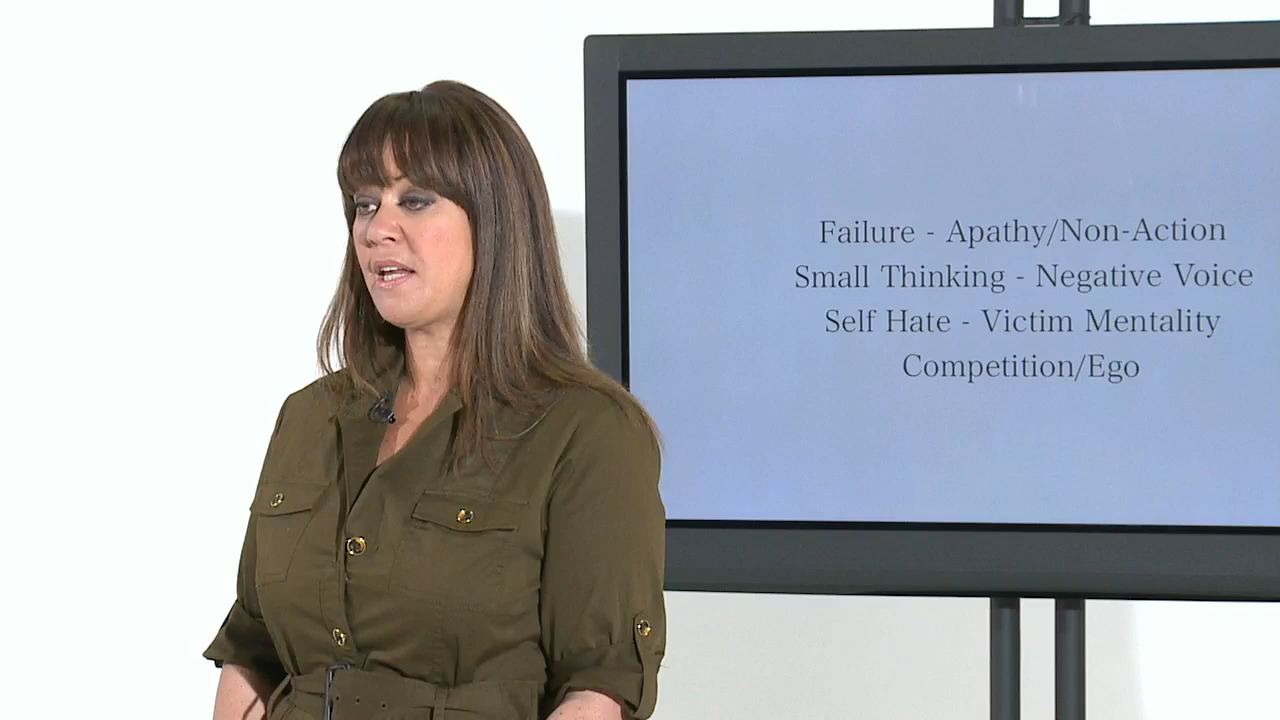 Failure - Apathy/Non-Action
Small Thinking - Negative Voice
Self Hate - Victim Mentality
Competition/Ego